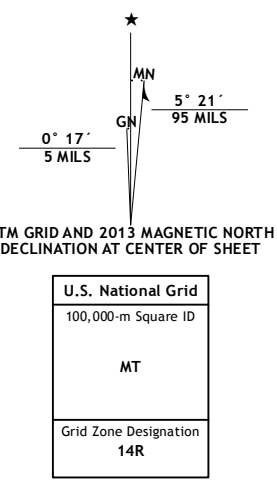 ★
MN
GN
5° 21´
95 MILS
0° 17´
5 MILS
TM GRID AND 2013 MAGNETIC NORTH
DECLINATION AT CENTER OF SHEET
U.S. National Grid
100,000-m Square ID
MT
Grid Zone Designation
14R